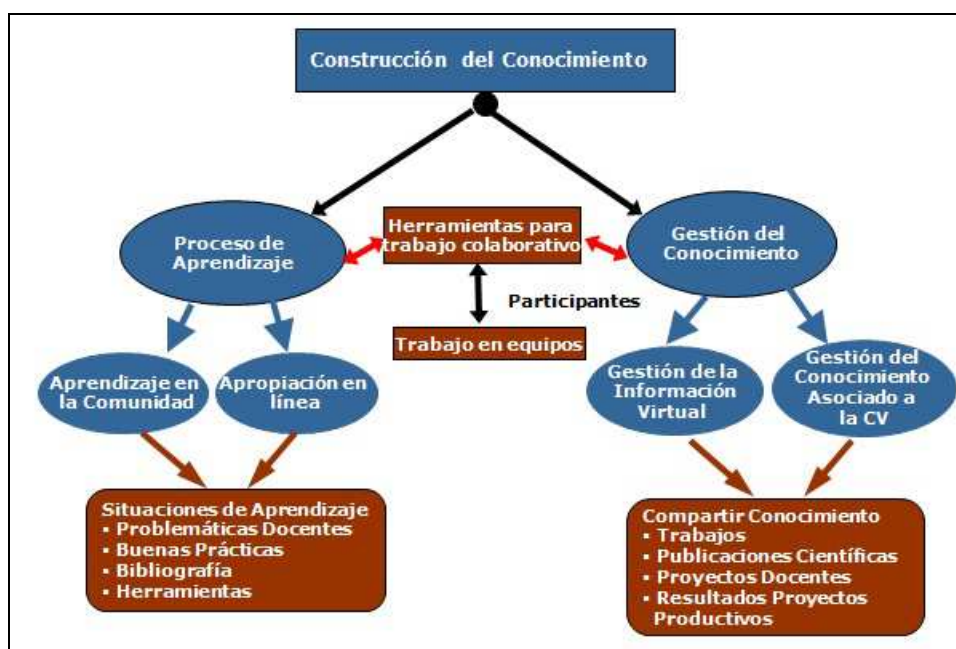 Construcción del Conocimiento
Proceso de
Aprendizaje
Herramientas para
trabajo colaborativo
Gestión del
Conocimiento
Participantes
Trabajo en equipos
Aprendizaje en
la Comunidad
Apropiación en
línea
Gestión de la
Información
Virtual
Gestión del
Conocimiento
Asociado a
la CV
Situaciones de Aprendizaje
▪ Problemáticas Docentes
▪ Buenas Prácticas
▪ Bibliografía
▪ Herramientas
Compartir Conocimiento
▪ Trabajos
▪ Publicaciones Científicas
▪ Proyectos Docentes
▪ Resultados Proyectos
Productivos